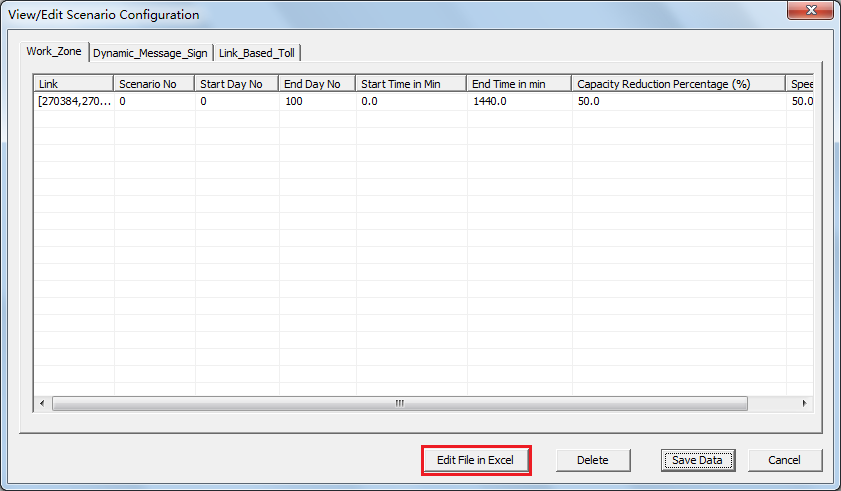 View/Edit Scenario Configuration
Work_Zone Dynamic_Message_Sign Link_Based_Toll
Link Scenario No Start Day No End Day No Start Time in Min End Time in min Capacity Reduction Percentage (%) Spee
[270384,270... 0 0 100 0.0 1440.0 50.0 50.0
Edit File in Excel Delete Save Data Cancel